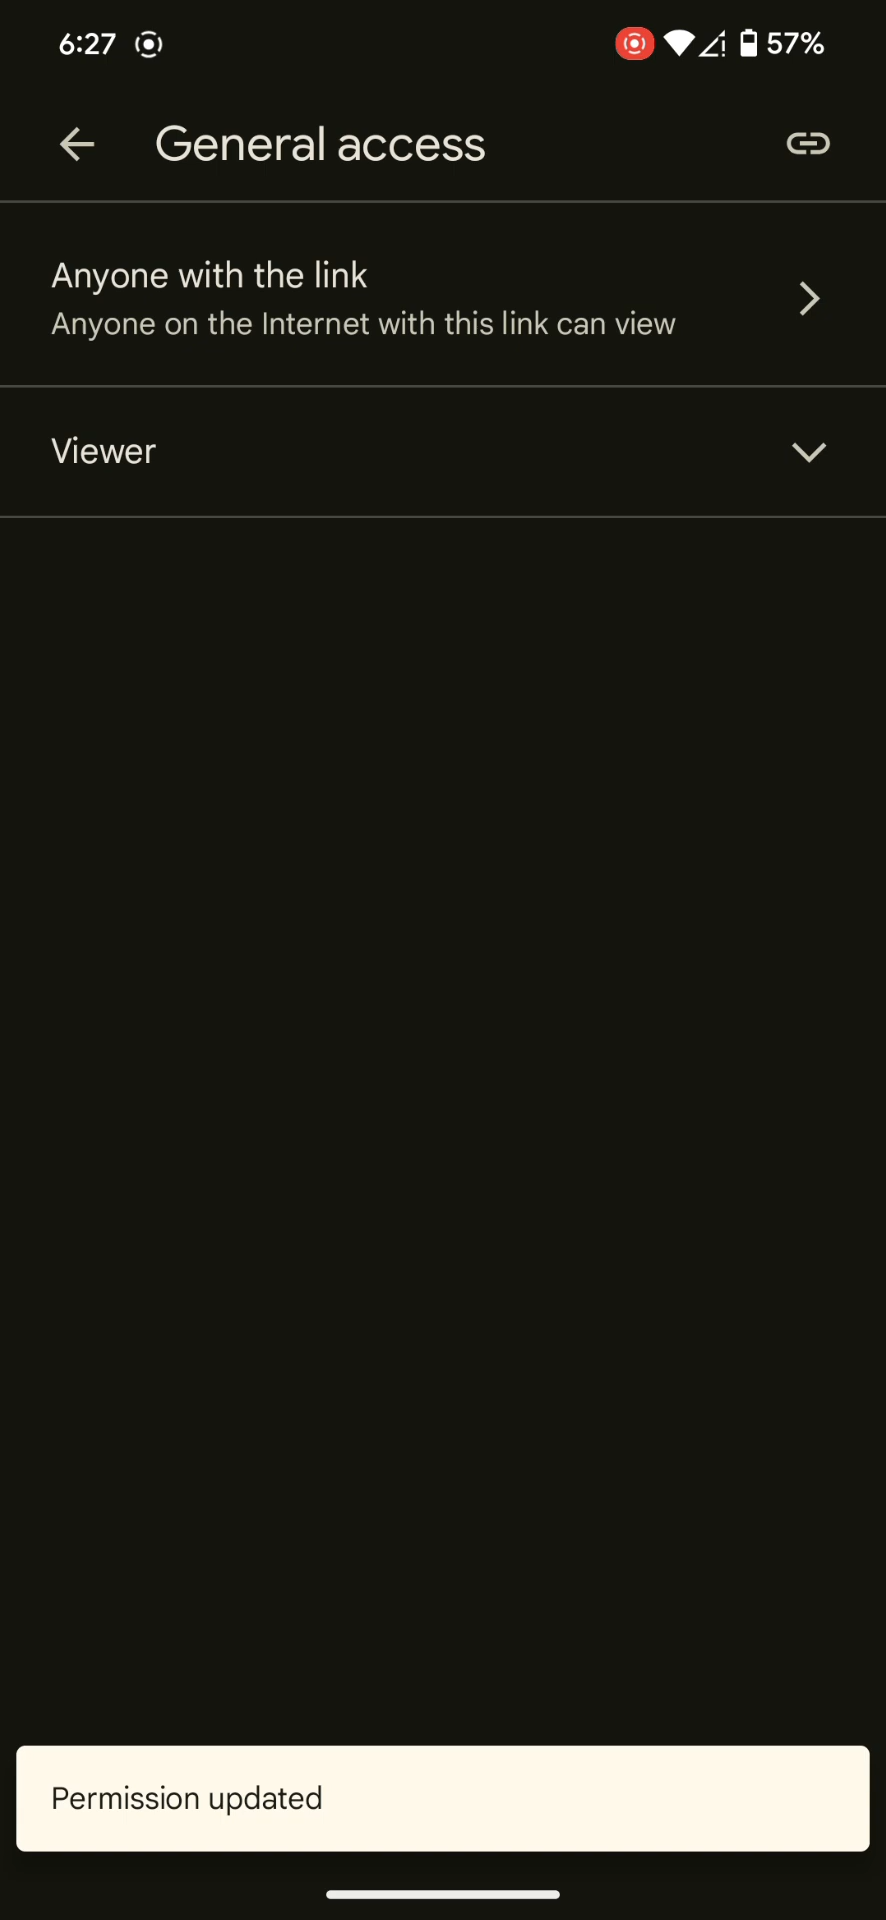 6:27
57%
General access
Anyone with the link
Anyone on the Internet with this link can view
Viewer
Permission updated